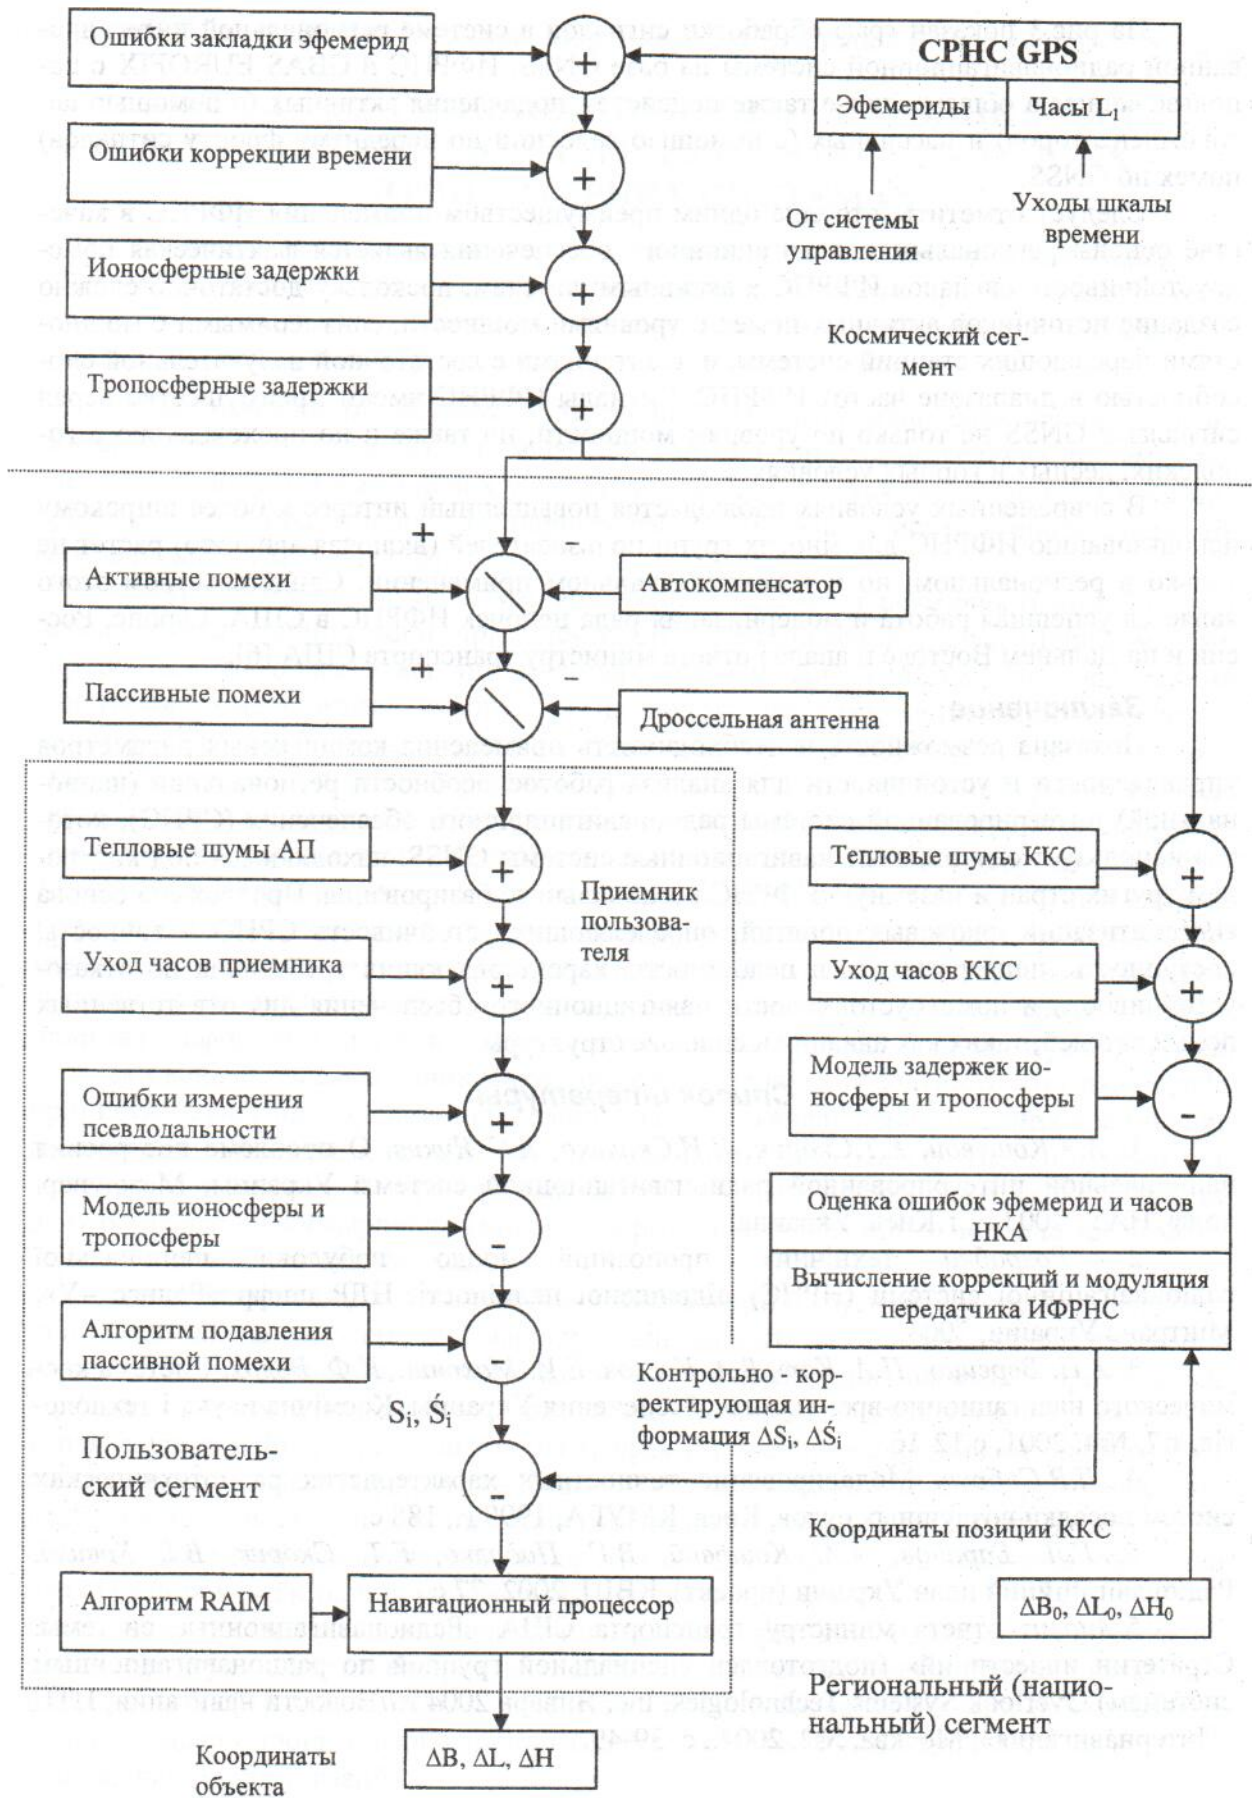 Ошибки закладки эфемерид
+
СРНС GPS
Эфемериды
Часы L1
Ошибки коррекции времени
+
От системы
управления
Уходы шкалы
времени
Ионосферные задержки
+
Космический сег-
мент
Тропосферные задержки
+
+
–
Активные помехи
Автокомпенсатор
+
–
Пассивные помехи
Дроссельная антенна
Тепловые шумы АП
+
Приемник
пользова-
теля
Тепловые шумы ККС
+
Уход часов приемника
+
Уход часов ККС
+
Ошибки измерения
псевдодальности
+
Модель задержек ио-
носферы и тропосферы
-
Модель ионосферы и
тропосферы
-
Оценка ошибок эфемерид и часов
НКА
Вычисление коррекций и модуляция
передатчика ИФРНС
Алгоритм подавления
пассивной помехи
-
Si, Śi
Контрольно - кор-
ректирующая ин-
формация ΔSi, ΔŚi
Пользователь-
ский сегмент
-
Координаты позиции ККС
Алгоритм RAIM
Навигационный процессор
ΔB0, ΔL0, ΔH0
Региональный (нацио-
нальный) сегмент
Координаты
объекта
ΔB, ΔL, ΔH